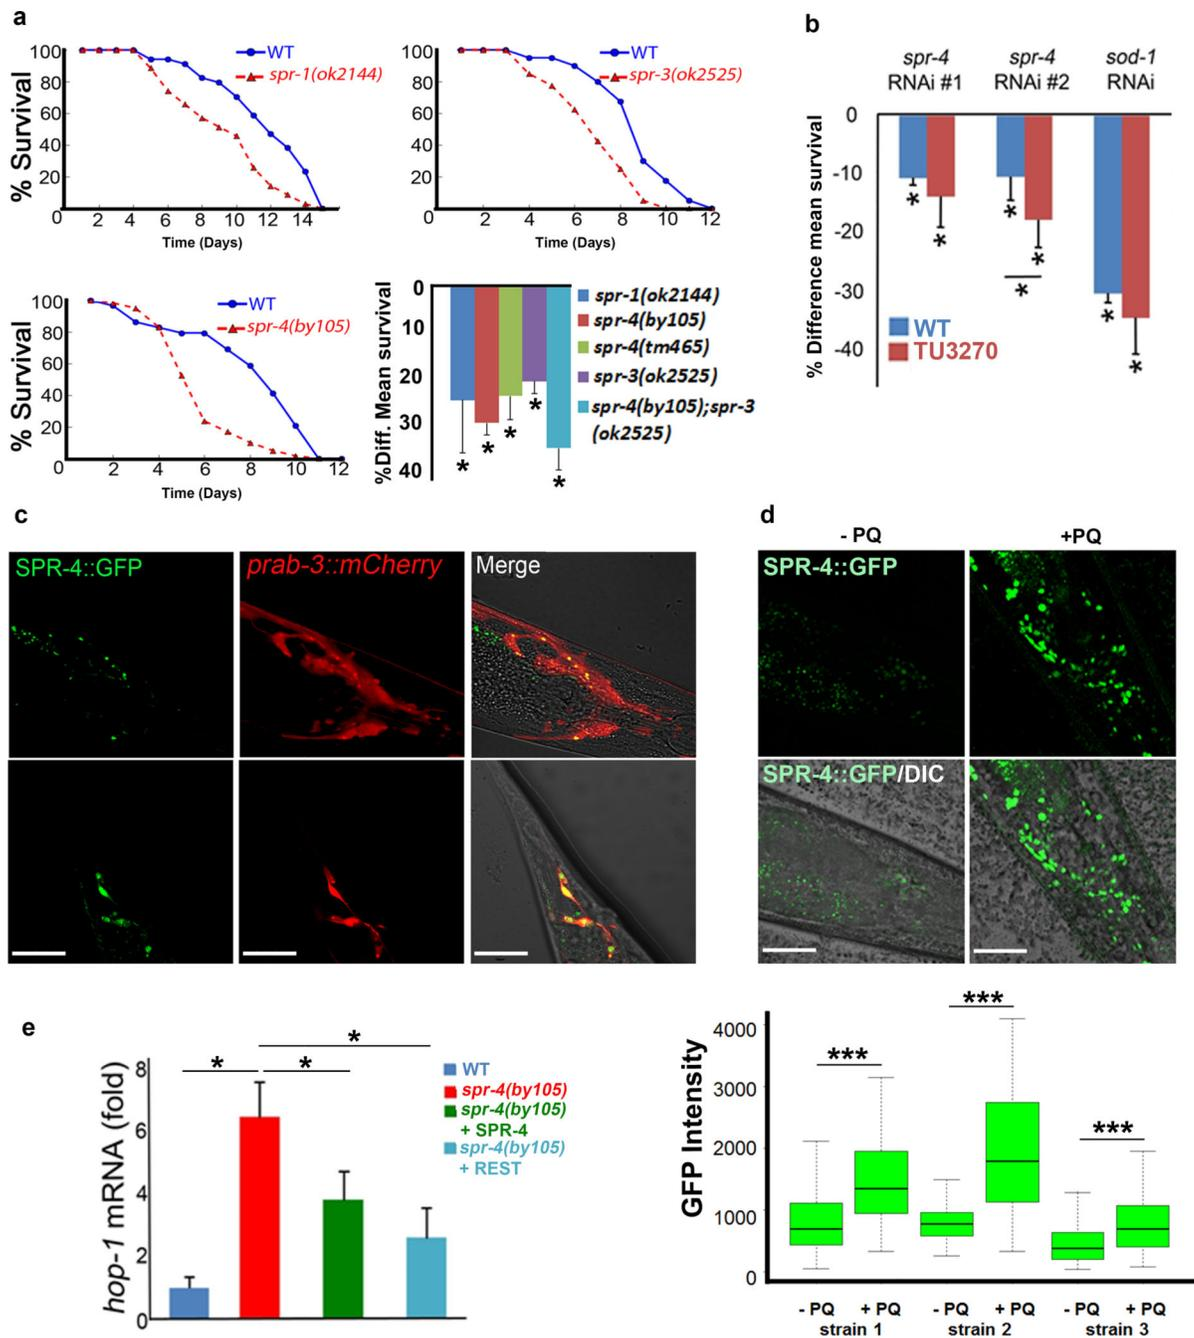 a
100
80
60
40
20
0
2 4 6 8 10 12 14
% Survival
Time (Days)
WT
spr-1(ok2144)
100
80
60
40
20
0
2 4 6 8 10 12
Time (Days)
WT
spr-3(ok2525)
100
80
60
40
20
0
2 4 6 8 10 12
% Survival
Time (Days)
WT
spr-4(by105)
0
10
20
30
40
%Diff. Mean survival
* * * * *
spr-1(ok2144)
spr-4(by105)
spr-4(tm465)
spr-3(ok2525)
spr-4(by105);spr-3
(ok2525)
b
spr-4 spr-4 sod-1
RNAi #1 RNAi #2 RNAi
0
-10
-20
-30
-40
% Difference mean survival
* * * * * * *
WT
TU3270
c
SPR-4::GFP
prab-3::mCherry
Merge
d
- PQ +PQ
SPR-4::GFP
SPR-4::GFP/DIC
4000
3000
2000
1000
0
GFP Intensity
*** *** ***
- PQ + PQ - PQ + PQ - PQ + PQ
strain 1 strain 2 strain 3
e
8
6
4
2
0
hop-1 mRNA (fold)
* * *
WT
spr-4(by105)
spr-4(by105)
+ SPR-4
spr-4(by105)
+ REST